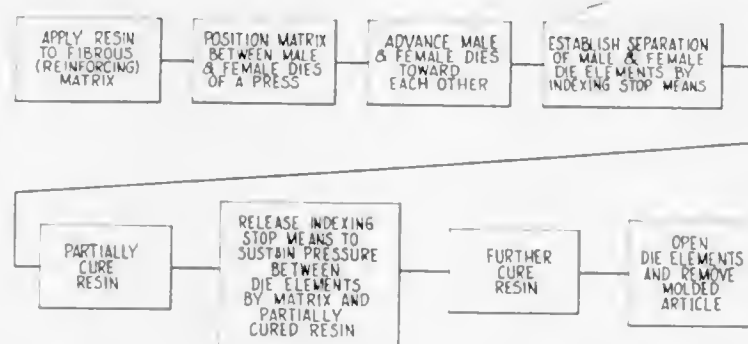 APPLY RESIN
TO FIBROUS
(REINFORCING)
MATRIX
POSITION MATRIX
BETWEEN MALE
& FEMALE DIES
OF A PRESS
ADVANCE MALE
& FEMALE DIES
TOWARD
EACH OTHER
ESTABLISH SEPARATION
OF MALE & FEMALE
DIE ELEMENTS BY
INDEXING STOP MEANS
PARTIALLY
CURE
RESIN
RELEASE INDEXING
STOP MEANS TO
SUSTAIN PRESSURE
BETWEEN
DIE ELEMENTS
BY MATRIX AND
PARTIALLY
CURED RESIN
FURTHER
CURE
RESIN
OPEN
DIE ELEMENTS
AND REMOVE
MOLDED
ARTICLE